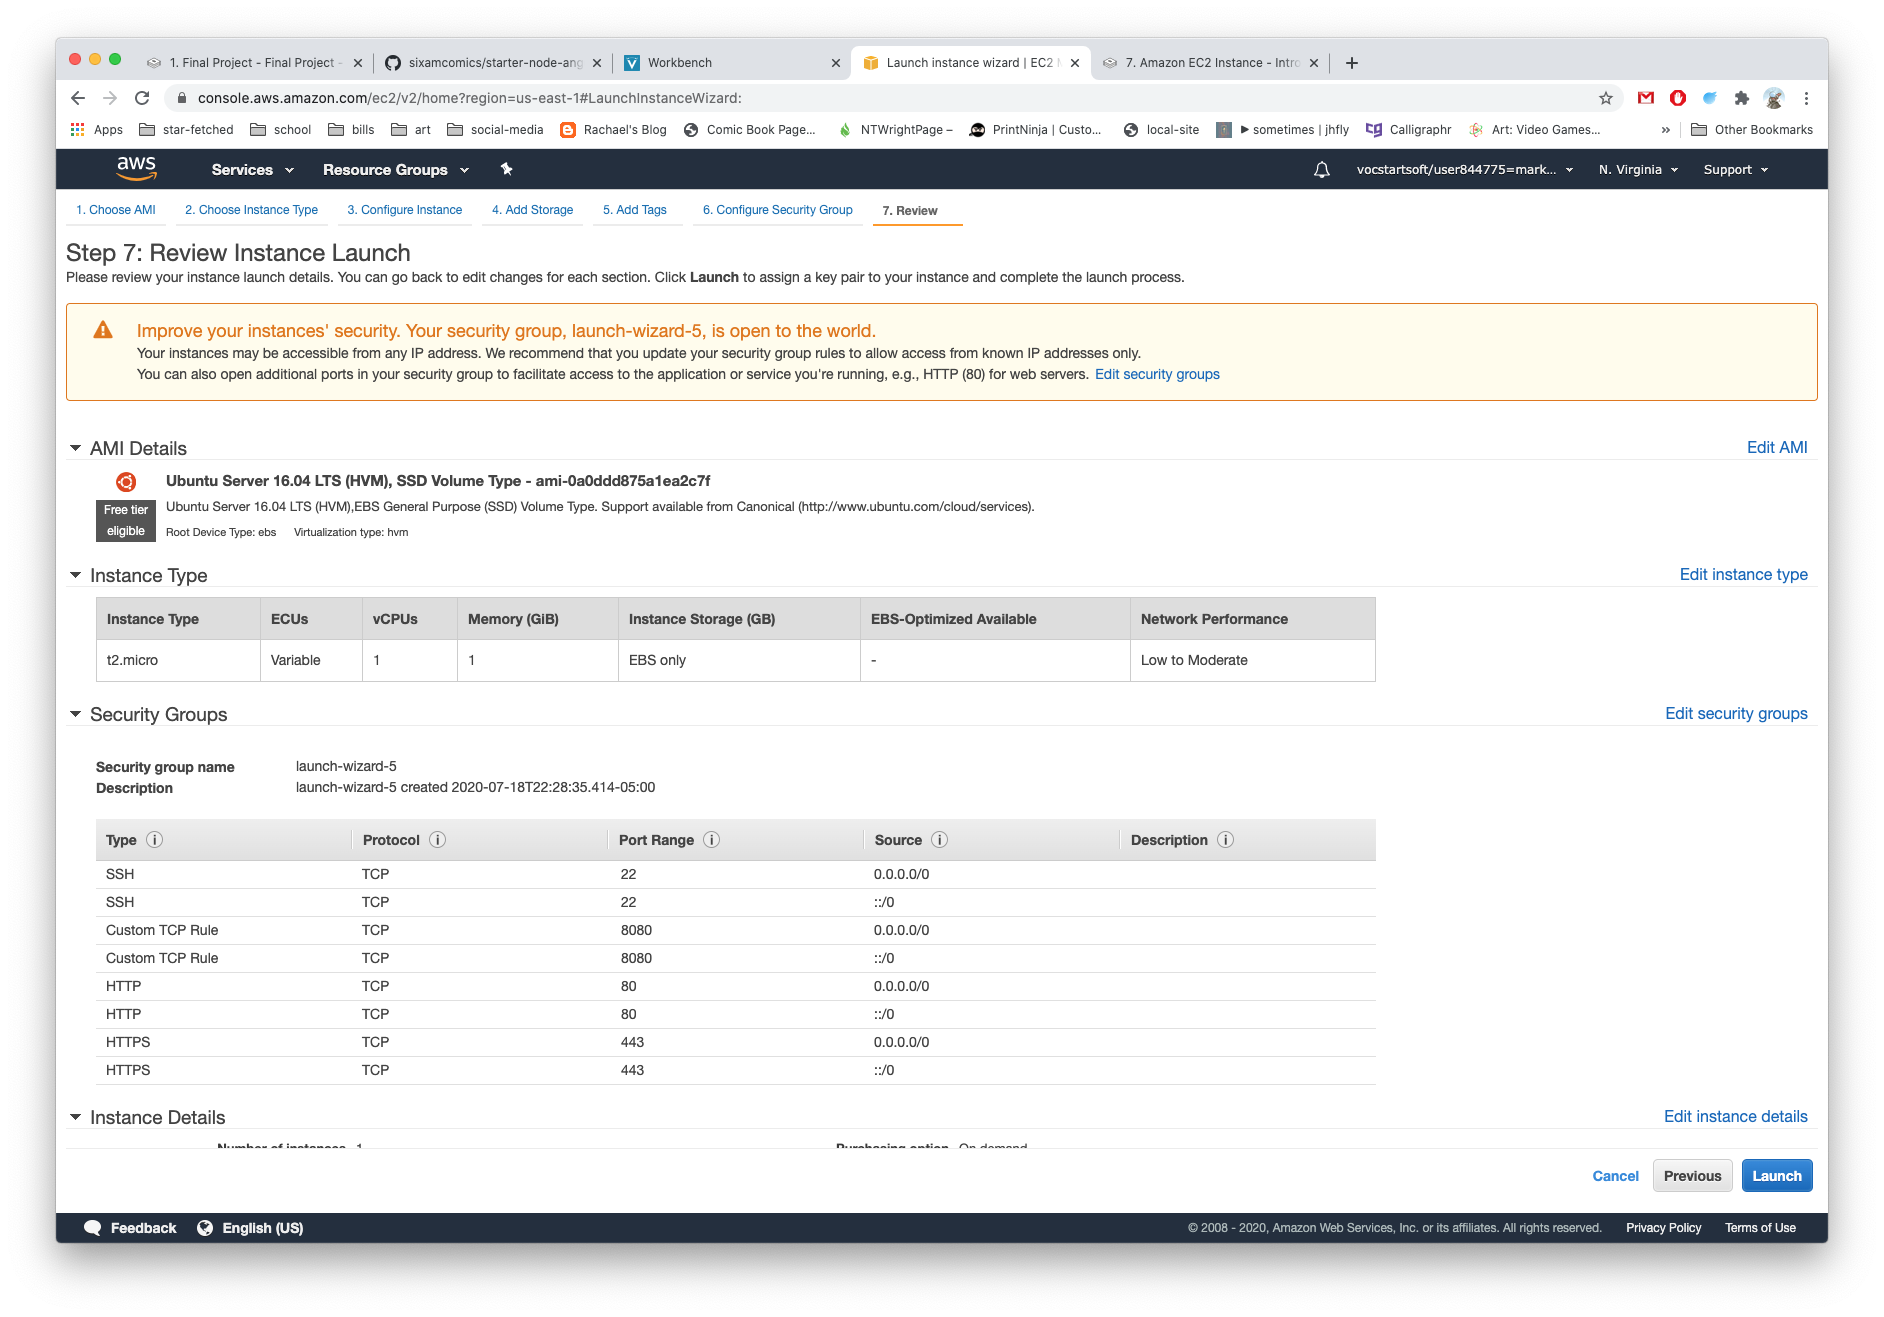 1. Final Project - Final Project -
sixamcomics/starter-node-ang
Workbench
Launch instance wizard | EC2 M
7. Amazon EC2 Instance - Intro
console.aws.amazon.com/ec2/v2/home?region=us-east-1#LaunchInstanceWizard:
Apps star-fetched school bills art social-media Rachael's Blog Comic Book Page... NTWrightPage – PrintNinja | Custo... local-site ▶ sometimes | jhfly Calligraphr Art: Video Games... » Other Bookmarks
aws Services Resource Groups vocstartsoft/user844775=mark... N. Virginia Support
1. Choose AMI 2. Choose Instance Type 3. Configure Instance 4. Add Storage 5. Add Tags 6. Configure Security Group 7. Review
Step 7: Review Instance Launch
Please review your instance launch details. You can go back to edit changes for each section. Click Launch to assign a key pair to your instance and complete the launch process.
Improve your instances' security. Your security group, launch-wizard-5, is open to the world.
Your instances may be accessible from any IP address. We recommend that you update your security group rules to allow access from known IP addresses only.
You can also open additional ports in your security group to facilitate access to the application or service you're running, e.g., HTTP (80) for web servers. Edit security groups
AMI Details Edit AMI
Ubuntu Server 16.04 LTS (HVM), SSD Volume Type - ami-0a0ddd875a1ea2c7f
Free tier
eligible
Ubuntu Server 16.04 LTS (HVM),EBS General Purpose (SSD) Volume Type. Support available from Canonical (http://www.ubuntu.com/cloud/services).
Root Device Type: ebs Virtualization type: hvm
Instance Type Edit instance type
Instance Type ECUs vCPUs Memory (GiB) Instance Storage (GB) EBS-Optimized Available Network Performance
t2.micro Variable 1 1 EBS only - Low to Moderate
Security Groups Edit security groups
Security group name launch-wizard-5
Description launch-wizard-5 created 2020-07-18T22:28:35.414-05:00
Type i Protocol i Port Range i Source i Description i
SSH TCP 22 0.0.0.0/0
SSH TCP 22 ::/0
Custom TCP Rule TCP 8080 0.0.0.0/0
Custom TCP Rule TCP 8080 ::/0
HTTP TCP 80 0.0.0.0/0
HTTP TCP 80 ::/0
HTTPS TCP 443 0.0.0.0/0
HTTPS TCP 443 ::/0
Instance Details Edit instance details
Number of instances 1 Purchasing option On demand
Cancel Previous Launch
Feedback English (US) © 2008 - 2020, Amazon Web Services, Inc. or its affiliates. All rights reserved. Privacy Policy Terms of Use